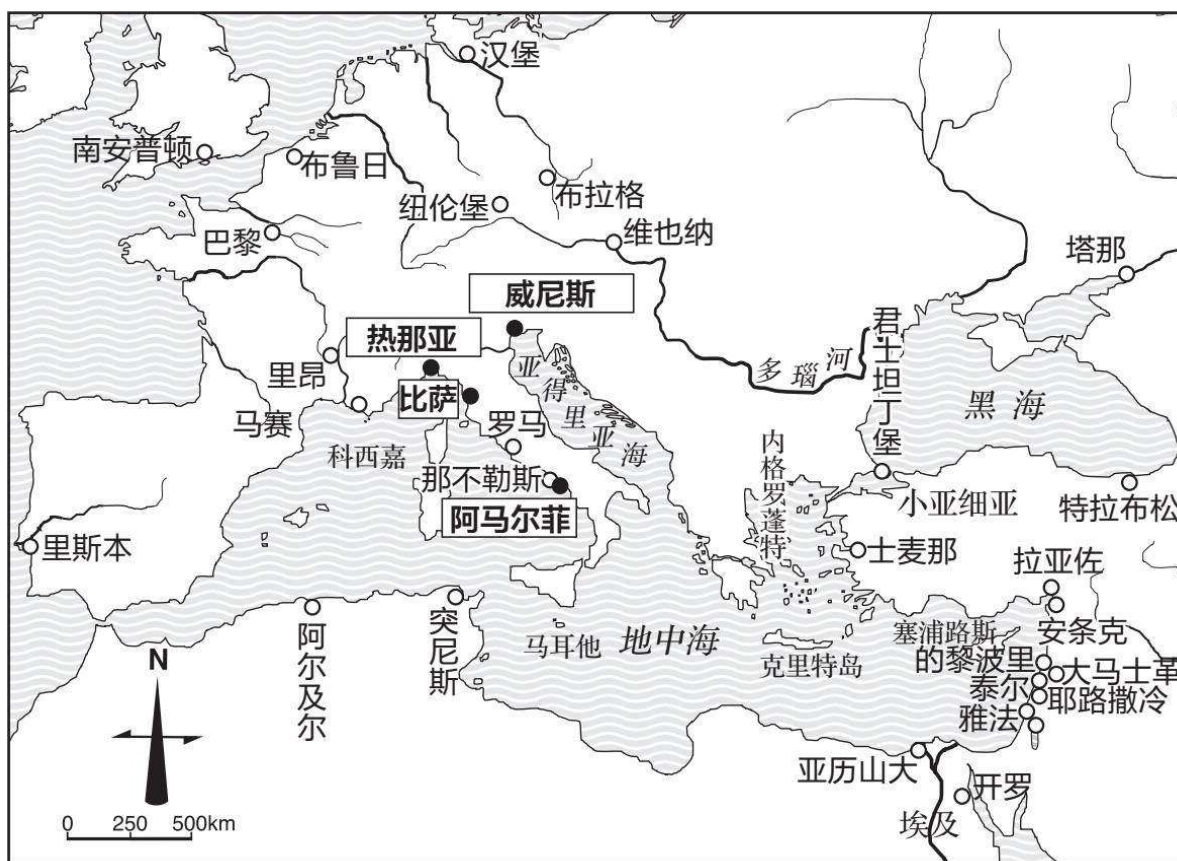 汉堡
南安普顿
布鲁日
布拉格
纽伦堡
巴黎
维也纳
塔那
威尼斯
热那亚
里昂
比萨
马赛
科西嘉
罗马
那不勒斯
阿马尔菲
亚得里亚海
多瑙河
君士坦丁堡
黑海
内格罗蓬特
小亚细亚
特拉布松
士麦那
里斯本
拉亚佐
安条克
塞浦路斯
的黎波里
大马士革
泰尔
耶路撒冷
雅法
阿尔及尔
突尼斯
马耳他
地中海
克里特岛
亚历山大
开罗
埃及
N
0 250 500km